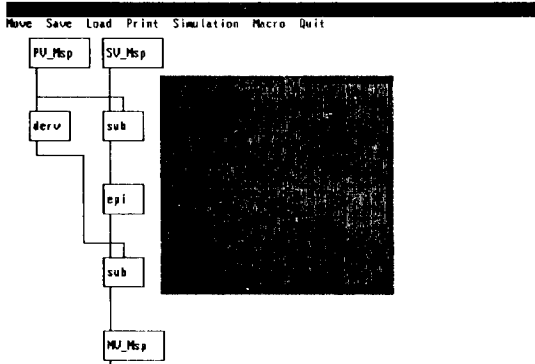 Move Save Load Print Simulation Macro Quit
PV_Msp SV_Msp
derv sub
epi
sub
MV_Msp